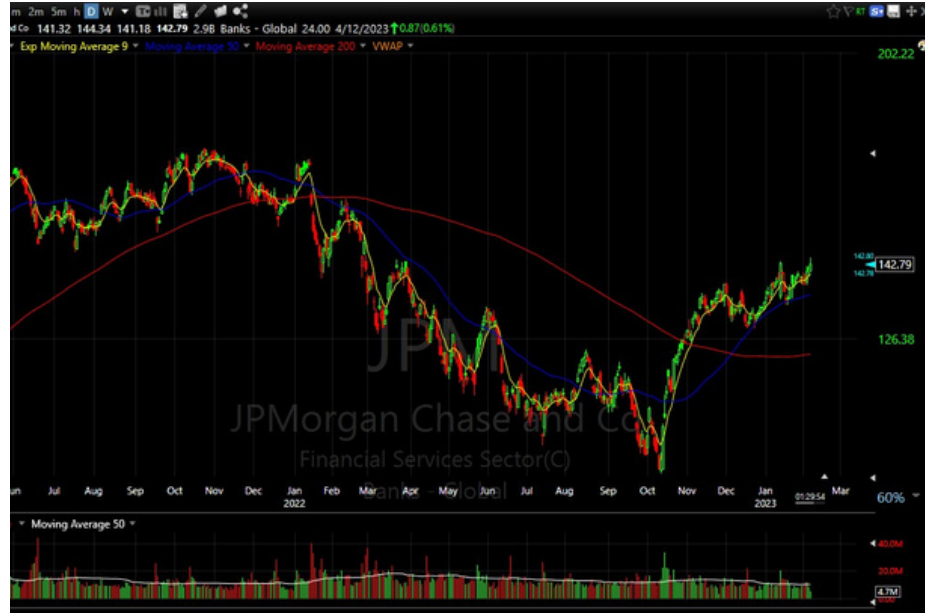 m 2m 5m h D W
d Co 141.32 144.34 141.18 142.79 2.9B Banks - Global 24.00 4/12/2023 0.87(0.61%)
Exp Moving Average 9 Moving Average 50 Moving Average 200 VWAP
202.22
142.80
142.79
142.78
126.38
JPM
JPMorgan Chase and Co
Financial Services Sector(C)
Banks - Global
un Jul Aug Sep Oct Nov Dec Jan Feb Mar Apr May Jun Jul Aug Sep Oct Nov Dec Jan 01:29:54 Mar
2022 2023
60%
Moving Average 50
40.0M
20.0M
4.7M